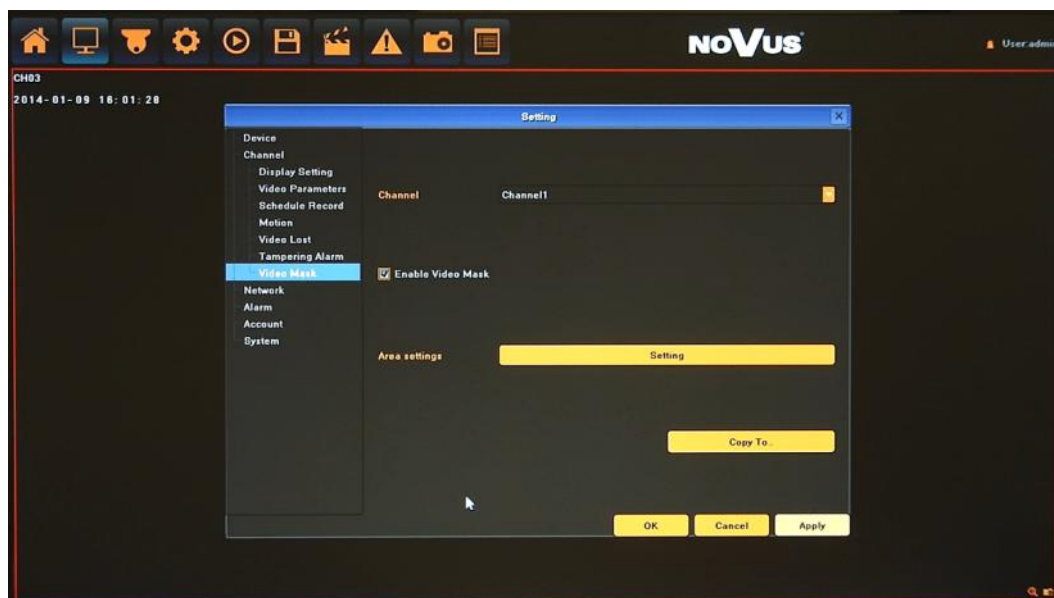 NOVUS
CH03
2014-01-09 16:01:28
Setting
Device
Channel
Display Setting
Video Parameters
Schedule Record
Motion
Video Lost
Tampering Alarm
Video Mask
Network
Alarm
Account
System
Channel Channel1
Enable Video Mask
Area settings Setting
Copy To..
OK Cancel Apply